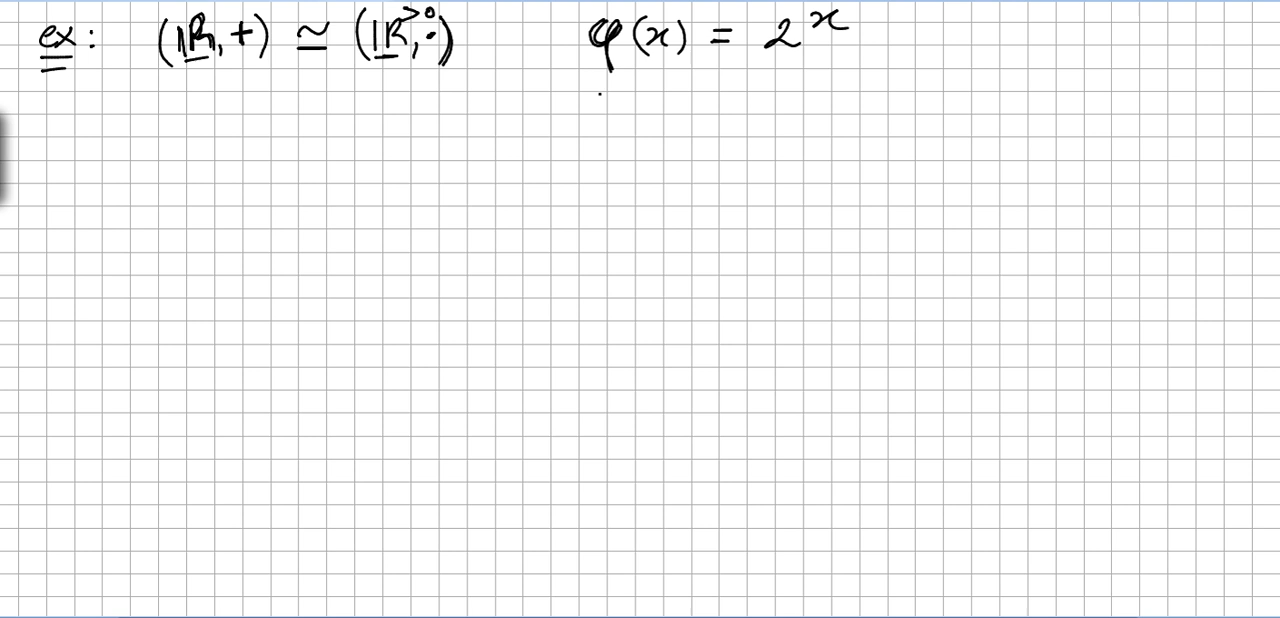 ex: (ℝ, +) ≃ (ℝ^{>0}, ·) φ(x) = 2^x